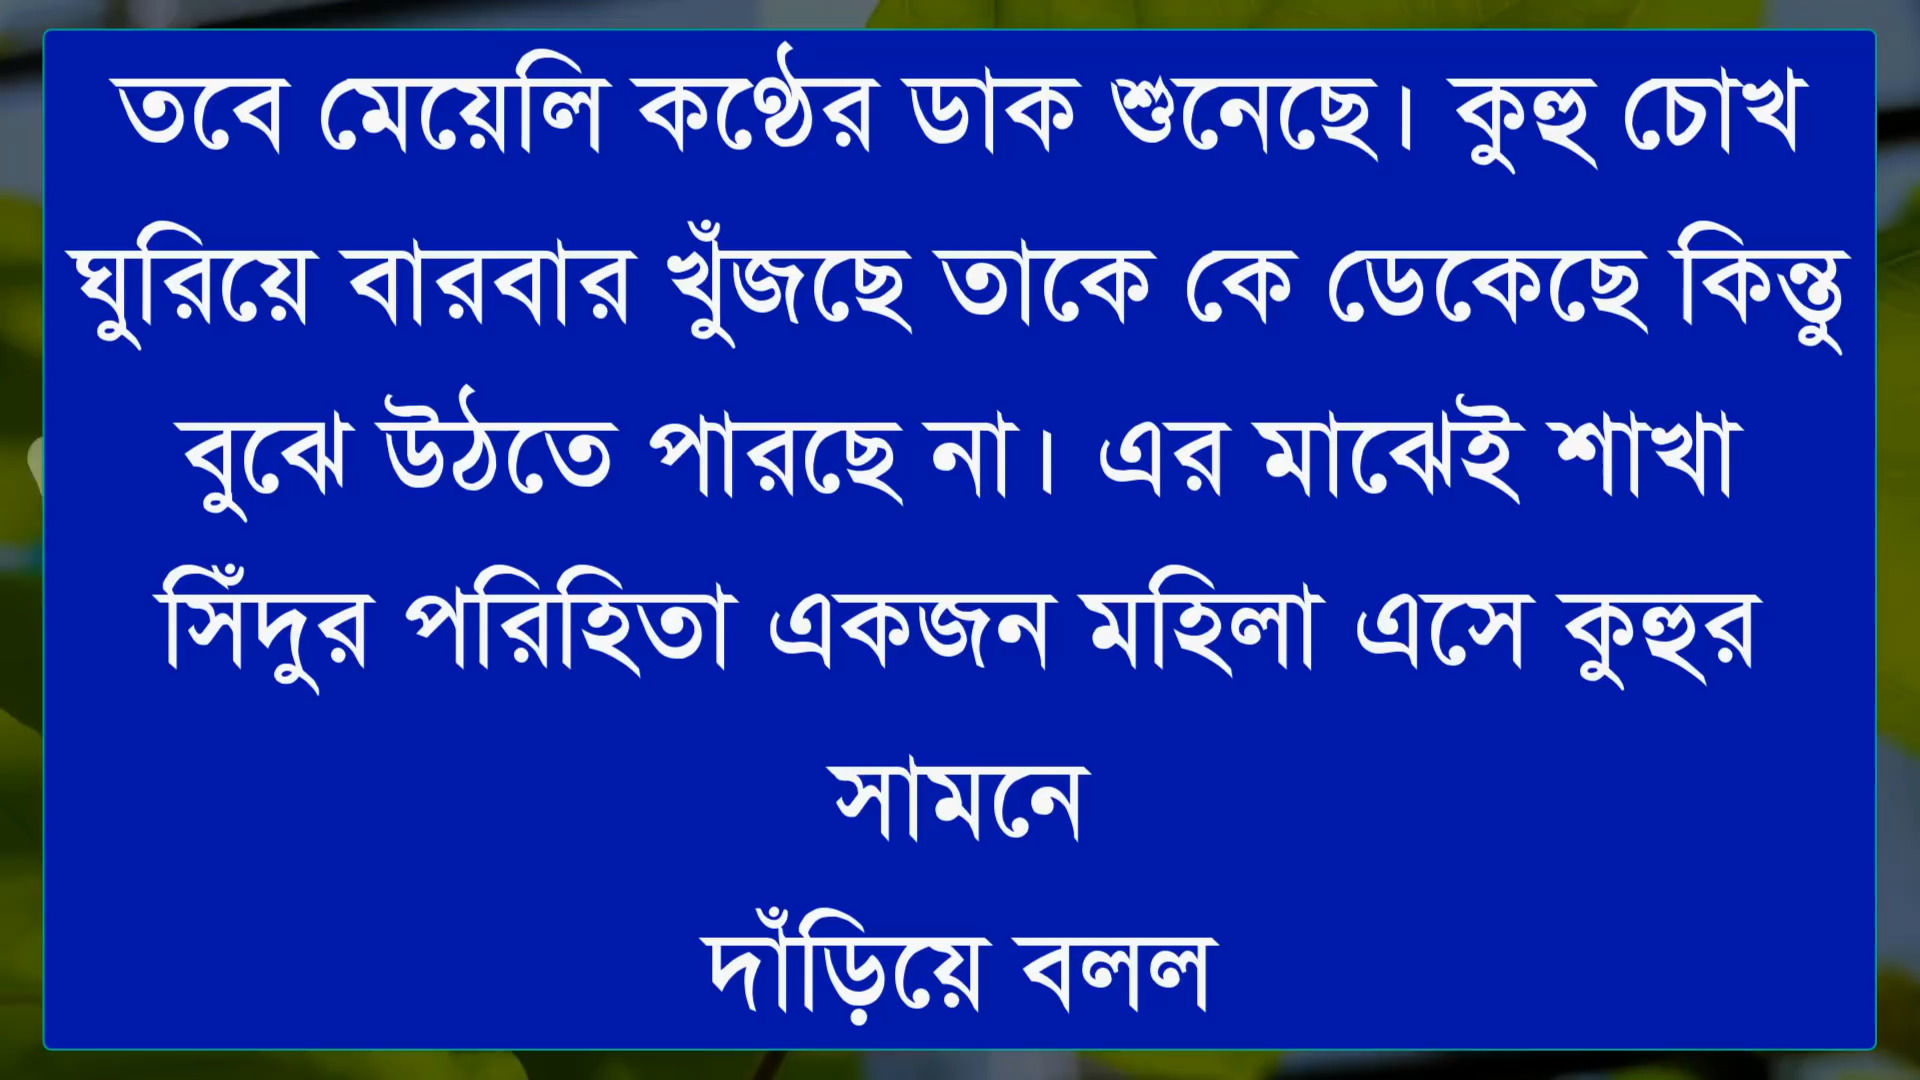 তবে মেয়েলি কণ্ঠের ডাক শুনেছে। কুহু চোখ
ঘুরিয়ে বারবার খুঁজছে তাকে কে ডেকেছে কিন্তু
বুঝে উঠতে পারছে না। এর মাঝেই শাখা
সিঁদুর পরিহিতা একজন মহিলা এসে কুহুর
সামনে
দাঁড়িয়ে বলল